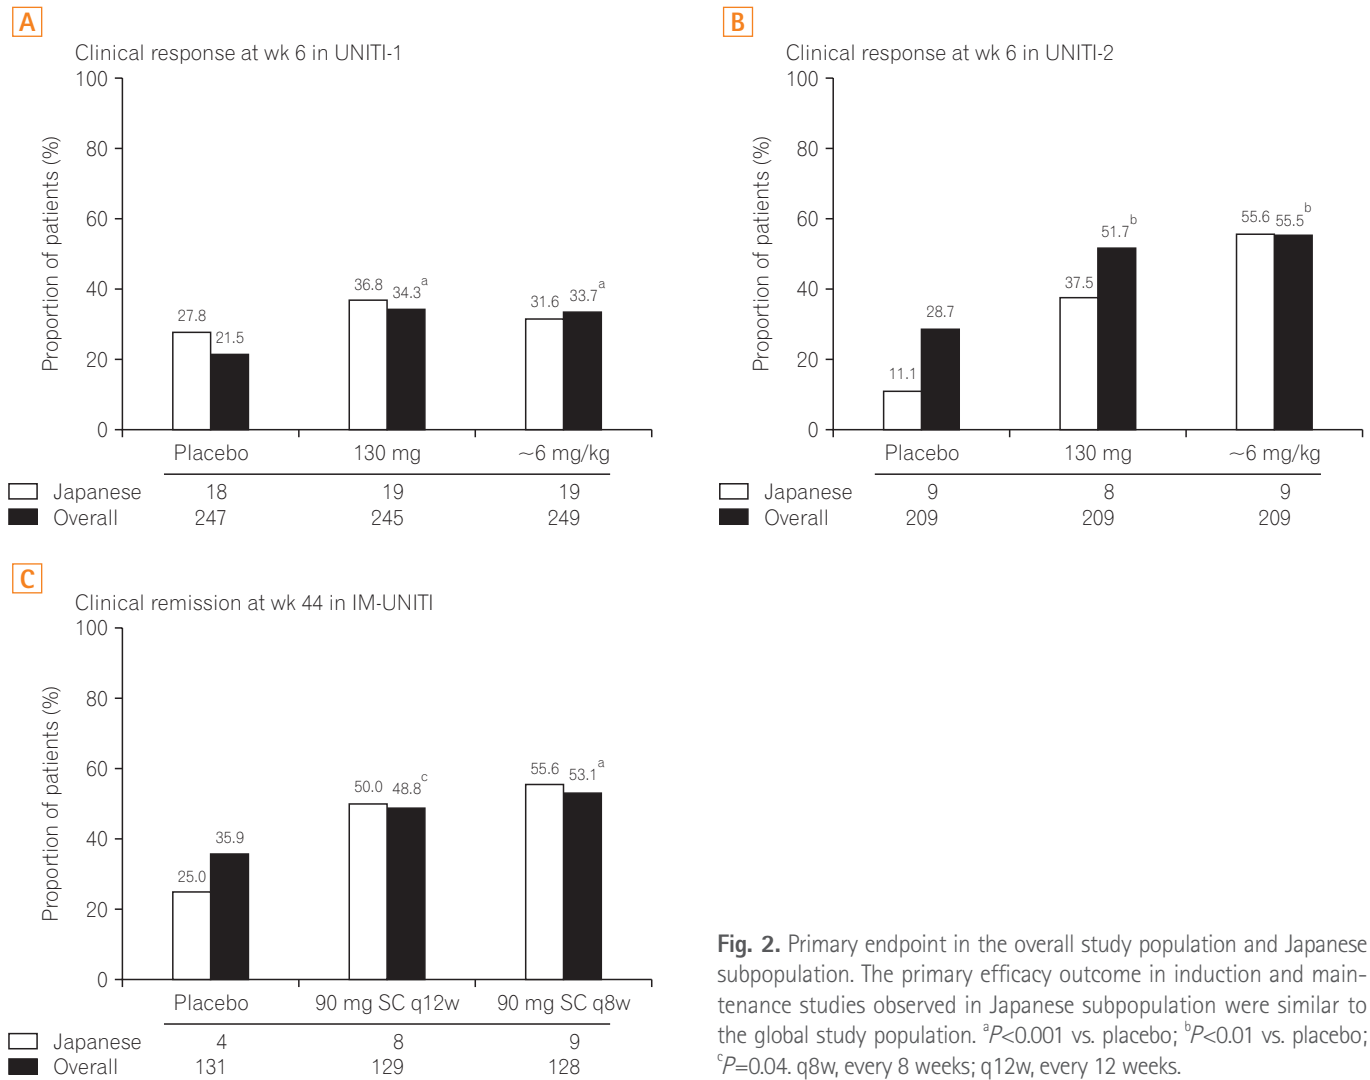 A
Clinical response at wk 6 in UNITI-1
Proportion of patients (%)
100
80
60
40
20
0
27.8
21.5
36.8
34.3a
31.6
33.7a
Placebo 130 mg ~6 mg/kg
Japanese 18 19 19
Overall 247 245 249
B
Clinical response at wk 6 in UNITI-2
Proportion of patients (%)
100
80
60
40
20
0
11.1
28.7
37.5
51.7b
55.6
55.5b
Placebo 130 mg ~6 mg/kg
Japanese 9 8 9
Overall 209 209 209
C
Clinical remission at wk 44 in IM-UNITI
Proportion of patients (%)
100
80
60
40
20
0
25.0
35.9
50.0
48.8c
55.6
53.1a
Placebo 90 mg SC q12w 90 mg SC q8w
Japanese 4 8 9
Overall 131 129 128
Fig. 2. Primary endpoint in the overall study population and Japanese
subpopulation. The primary efficacy outcome in induction and main-
tenance studies observed in Japanese subpopulation were similar to
the global study population. aP<0.001 vs. placebo; bP<0.01 vs. placebo;
cP=0.04. q8w, every 8 weeks; q12w, every 12 weeks.